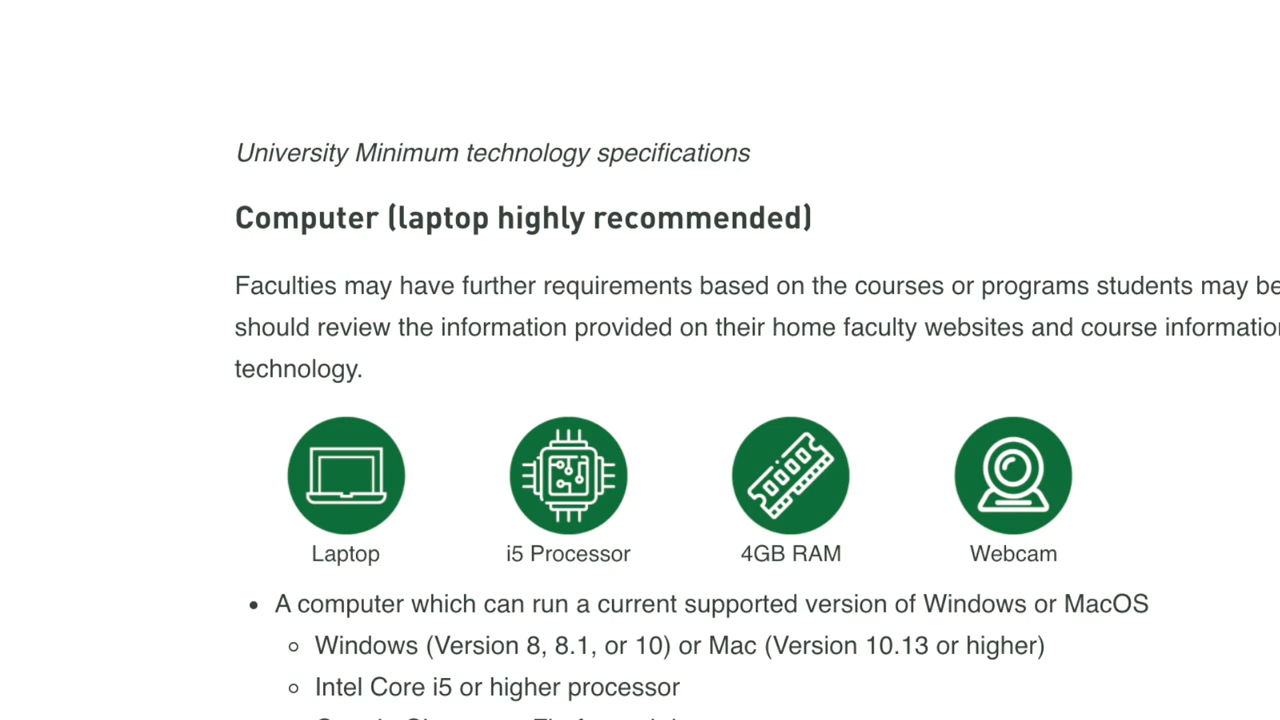 University Minimum technology specifications
Computer (laptop highly recommended)
Faculties may have further requirements based on the courses or programs students may be
should review the information provided on their home faculty websites and course information
technology.
Laptop
i5 Processor
4GB RAM
Webcam
A computer which can run a current supported version of Windows or MacOS
Windows (Version 8, 8.1, or 10) or Mac (Version 10.13 or higher)
Intel Core i5 or higher processor